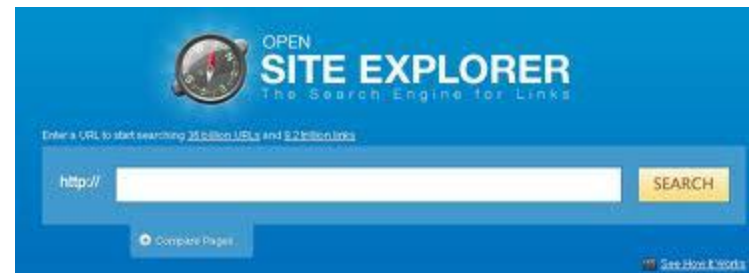 OPEN
SITE EXPLORER
The Search Engine for Links
Enter a URL to start searching 36 billion URLs and 9.2 trillion links
http://
SEARCH
Compare Pages
See How It Works